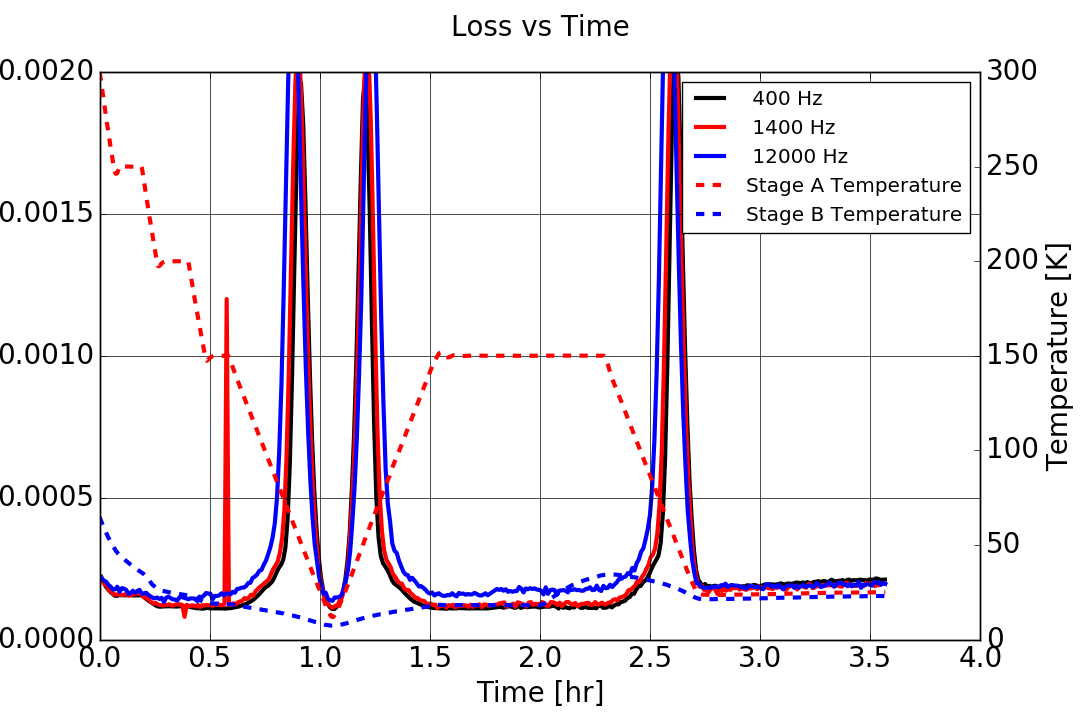 Loss vs Time
0.0020
0.0015
0.0010
0.0005
0.0000
300
250
200
150
100
50
0
Temperature [K]
400 Hz
1400 Hz
12000 Hz
Stage A Temperature
Stage B Temperature
0.0 0.5 1.0 1.5 2.0 2.5 3.0 3.5 4.0
Time [hr]